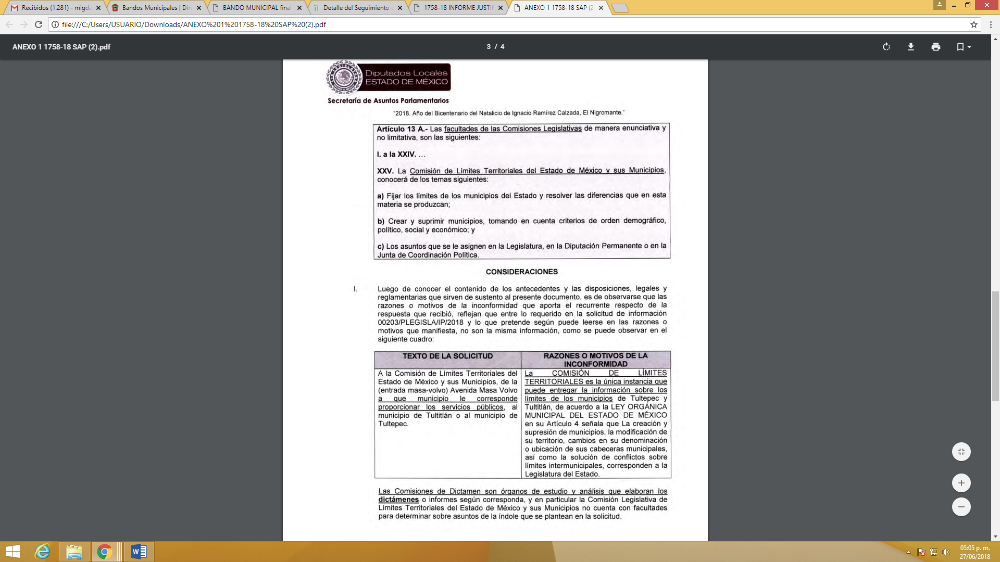 Recibidos (1.281) - migda
Bandos Municipales | Dire
BANDO MUNICIPAL final
Detalle del Seguimiento
1758-18 INFORME JUSTIF
ANEXO 1 1758-18 SAP (2
file:///C:/Users/USUARIO/Downloads/ANEXO%201%201758-18%20SAP%20(2).pdf
ANEXO 1 1758-18 SAP (2).pdf
3 / 4
Diputados Locales
ESTADO DE MÉXICO
Secretaría de Asuntos Parlamentarios
"2018. Año del Bicentenario del Natalicio de Ignacio Ramírez Calzada, El Nigromante."
Artículo 13 A.- Las facultades de las Comisiones Legislativas de manera enunciativa y
no limitativa, son las siguientes:
I. a la XXIV. ...
XXV. La Comisión de Límites Territoriales del Estado de México y sus Municipios,
conocerá de los temas siguientes:
a) Fijar los límites de los municipios del Estado y resolver las diferencias que en esta
materia se produzcan;
b) Crear y suprimir municipios, tomando en cuenta criterios de orden demográfico,
político, social y económico; y
c) Los asuntos que se le asignen en la Legislatura, en la Diputación Permanente o en la
Junta de Coordinación Política.
CONSIDERACIONES
I. Luego de conocer el contenido de los antecedentes y las disposiciones, legales y
reglamentarias que sirven de sustento al presente documento, es de observarse que las
razones o motivos de la inconformidad que aporta el recurrente respecto de la
respuesta que recibió, reflejan que entre lo requerido en la solicitud de información
00203/PLEGISLA/IP/2018 y lo que pretende según puede leerse en las razones o
motivos que manifiesta, no son la misma información, como se puede observar en el
siguiente cuadro:
TEXTO DE LA SOLICITUD
A la Comisión de Límites Territoriales del
Estado de México y sus Municipios, de la
(entrada masa-volvo) Avenida Masa Volvo
a que municipio le corresponde
proporcionar los servicios públicos, al
municipio de Tultitlán o al municipio de
Tultepec.
RAZONES O MOTIVOS DE LA
INCONFORMIDAD
La COMISIÓN DE LÍMITES
TERRITORIALES es la única instancia que
puede entregar la información sobre los
límites de los municipios de Tultepec y
Tultitlán, de acuerdo a la LEY ORGÁNICA
MUNICIPAL DEL ESTADO DE MÉXICO
en su Artículo 4 señala que La creación y
supresión de municipios, la modificación de
su territorio, cambios en su denominación
o ubicación de sus cabeceras municipales,
así como la solución de conflictos sobre
límites intermunicipales, corresponden a la
Legislatura del Estado.
Las Comisiones de Dictamen son órganos de estudio y análisis que elaboran los
dictámenes o informes según corresponda, y en particular la Comisión Legislativa de
Límites Territoriales del Estado de México y sus Municipios no cuenta con facultades
para determinar sobre asuntos de la índole que se plantean en la solicitud.
05:05 p. m.
27/06/2018